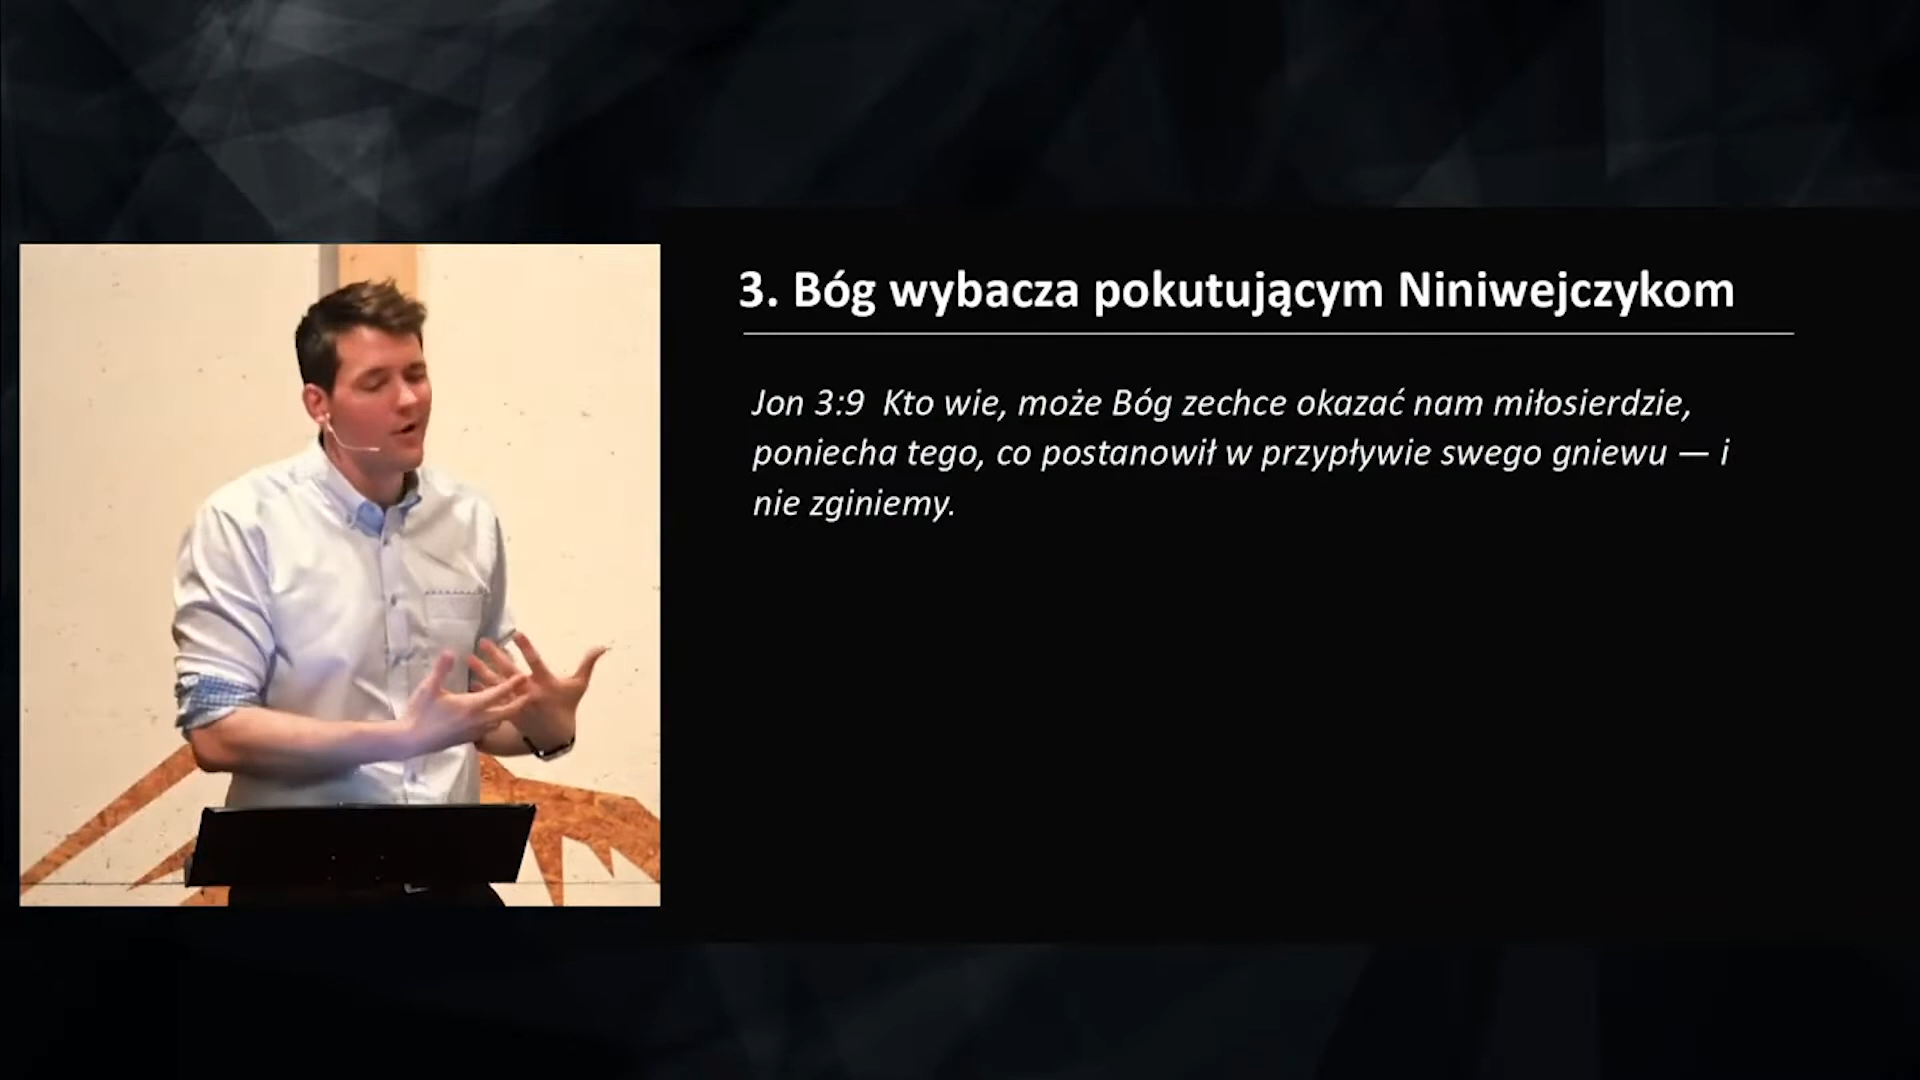 3. Bóg wybacza pokutującym Niniwejczykom
Jon 3:9  Kto wie, może Bóg zechce okazać nam miłosierdzie,
poniecha tego, co postanowił w przypływie swego gniewu — i
nie zginiemy.